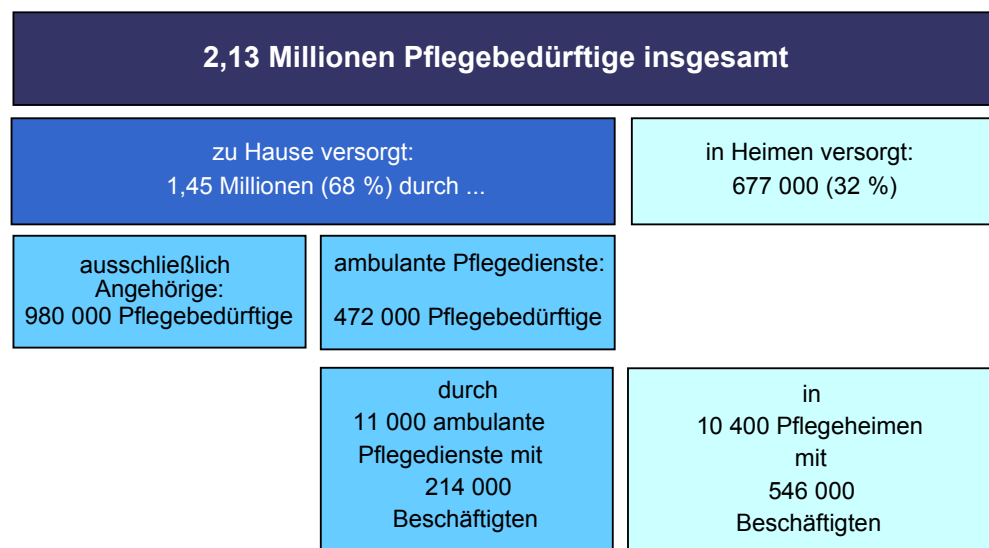 2,13 Millionen Pflegebedürftige insgesamt
zu Hause versorgt:
1,45 Millionen (68 %) durch ...
in Heimen versorgt:
677 000 (32 %)
ausschließlich
Angehörige:
980 000 Pflegebedürftige
ambulante Pflegedienste:
472 000 Pflegebedürftige
durch
11 000 ambulante
Pflegedienste mit
214 000
Beschäftigten
in
10 400 Pflegeheimen
mit
546 000
Beschäftigten